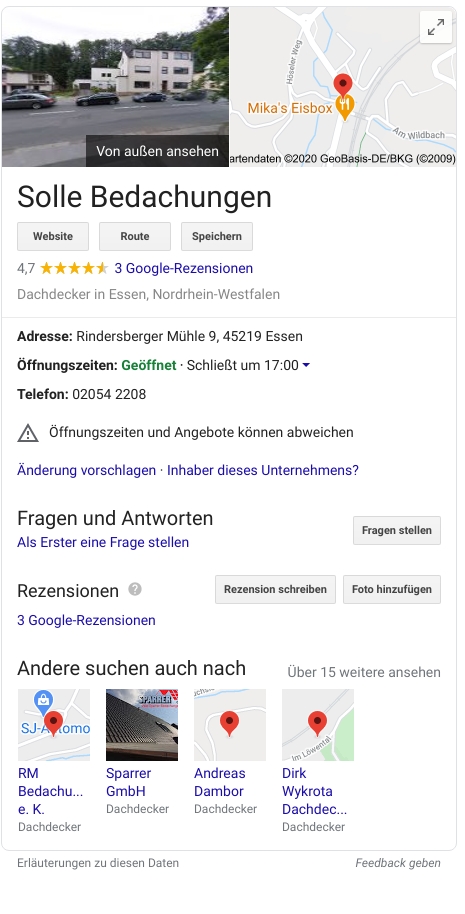 Höseler Weg
Mika's Eisbox
Am Wildbach
Von außen ansehen
artendaten ©2020 GeoBasis-DE/BKG (©2009)
Solle Bedachungen
Website Route Speichern
4,7 3 Google-Rezensionen
Dachdecker in Essen, Nordrhein-Westfalen
Adresse: Rindersberger Mühle 9, 45219 Essen
Öffnungszeiten: Geöffnet · Schließt um 17:00
Telefon: 02054 2208
Öffnungszeiten und Angebote können abweichen
Änderung vorschlagen · Inhaber dieses Unternehmens?
Fragen und Antworten
Fragen stellen
Als Erster eine Frage stellen
Rezensionen ? Rezension schreiben Foto hinzufügen
3 Google-Rezensionen
Andere suchen auch nach Über 15 weitere ansehen
SPARRER
Im Löwental
RM Bedachu... e. K.
Dachdecker
Sparrer GmbH
Dachdecker
Andreas Dambor
Dachdecker
Dirk Wykrota Dachdec...
Dachdecker
Erläuterungen zu diesen Daten Feedback geben